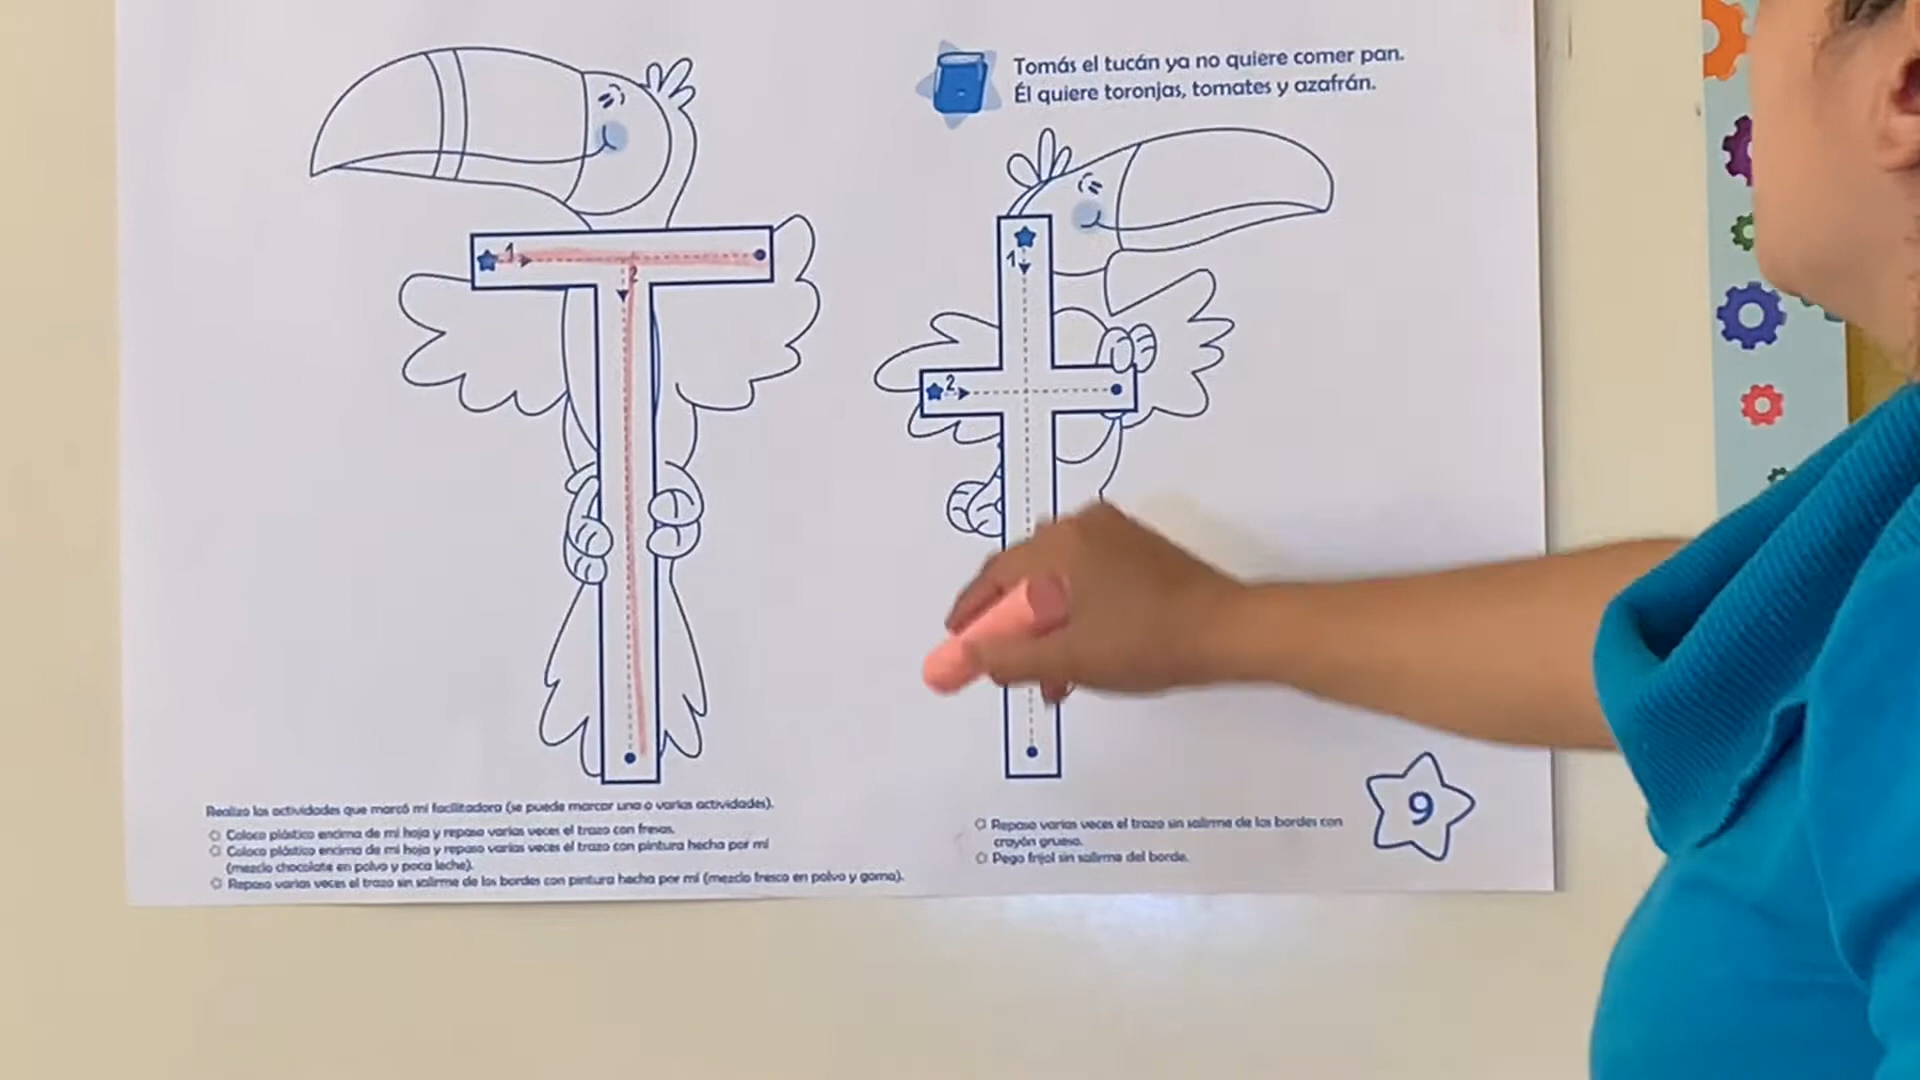 Tomás el tucán ya no quiere comer pan.
Él quiere toronjas, tomates y azafrán.
1
2
1
2
Realizo las actividades que marcó mi facilitadora (se puede marcar una o varias actividades).
Coloco plástico encima de mi hoja y repaso varias veces el trazo con fresas.
Coloco plástico encima de mi hoja y repaso varias veces el trazo con pintura hecha por mí
(mezclo chocolate en polvo y poca leche).
Repaso varias veces el trazo sin salirme de los bordes con pintura hecha por mí (mezclo fresco en polvo y goma).
Repaso varias veces el trazo sin salirme de los bordes con
crayón grueso.
Pego frijol sin salirme del borde.
9